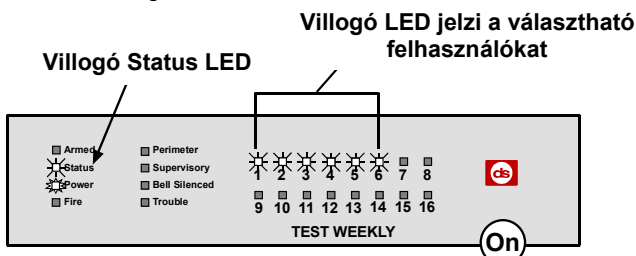 Villogó LED jelzi a választható
felhasználókat
Villogó Status LED
Armed
Status
Power
Fire
Perimeter
Supervisory
Bell Silenced
Trouble
1 2 3 4 5 6 7 8
9 10 11 12 13 14 15 16
TEST WEEKLY
ds
On